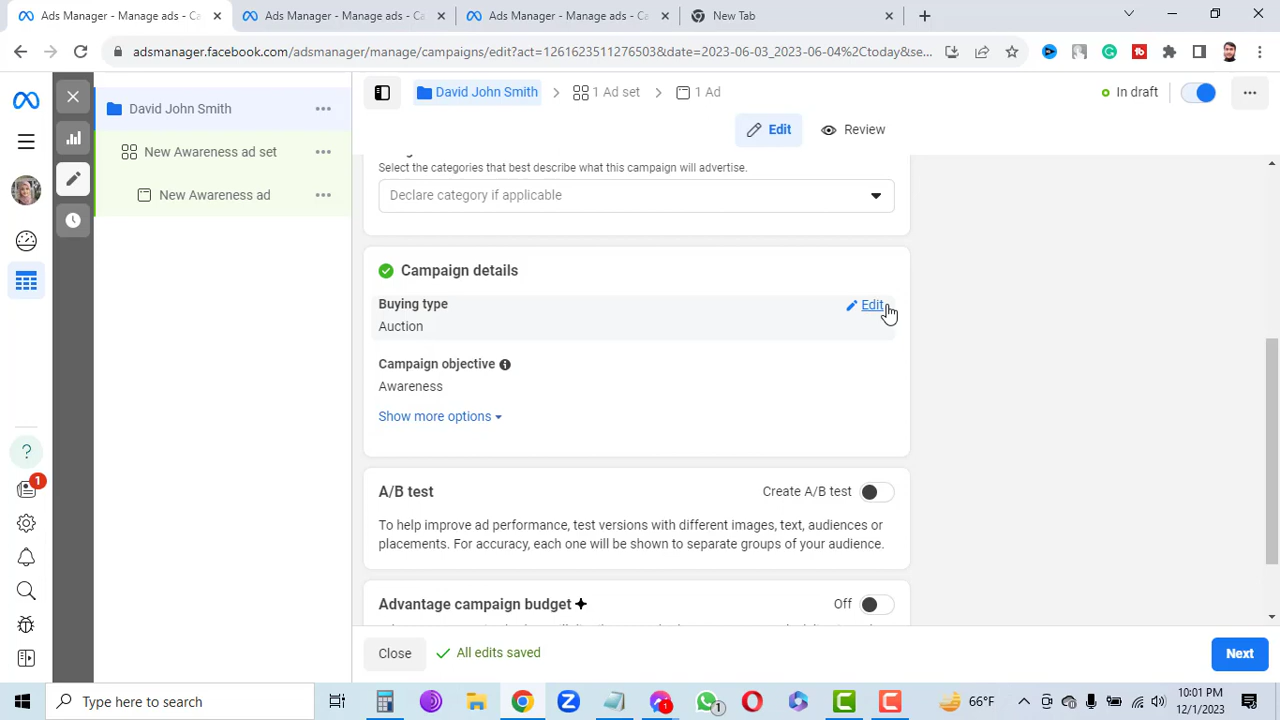 Ads Manager - Manage ads - Ca
Ads Manager - Manage ads - Ca
Ads Manager - Manage ads - Ca
New Tab
adsmanager.facebook.com/adsmanager/manage/campaigns/edit?act=1261623511276503&date=2023-06-03_2023-06-04%2Ctoday&se...
David John Smith
1 Ad set
1 Ad
In draft
David John Smith
New Awareness ad set
New Awareness ad
Edit
Review
Select the categories that best describe what this campaign will advertise.
Declare category if applicable
Campaign details
Buying type
Edit
Auction
Campaign objective
Awareness
Show more options
A/B test
Create A/B test
To help improve ad performance, test versions with different images, text, audiences or
placements. For accuracy, each one will be shown to separate groups of your audience.
Advantage campaign budget
Off
Close
All edits saved
Next
1
Type here to search
1
1
66°F
10:01 PM
12/1/2023